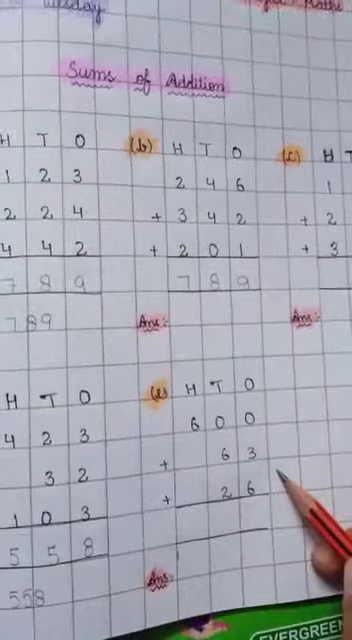 Tuesday Maths
Sums of Addition
H T O
1 2 3
2 2 4
4 4 2
7 8 9
789
(b) H T O
2 4 6
+ 3 4 2
+ 2 0 1
7 8 9
Ans:
(c) H T
1
+ 2
+ 3
Ans:
H T O
4 2 3
3 2
1 0 3
5 5 8
558
(e) H T O
6 0 0
+ 6 3
+ 2 6
Ans:
EVERGREEN